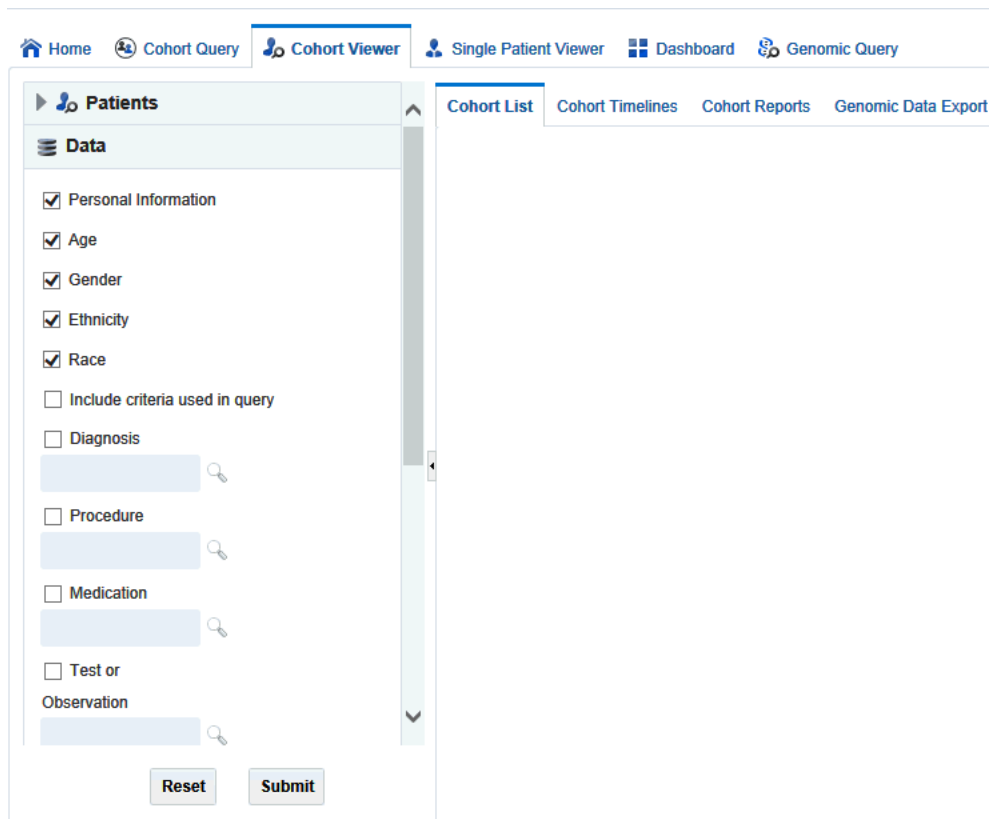 Home Cohort Query Cohort Viewer Single Patient Viewer Dashboard Genomic Query
Patients
Data
Personal Information
Age
Gender
Ethnicity
Race
Include criteria used in query
Diagnosis
Procedure
Medication
Test or
Observation
Reset Submit
Cohort List Cohort Timelines Cohort Reports Genomic Data Export